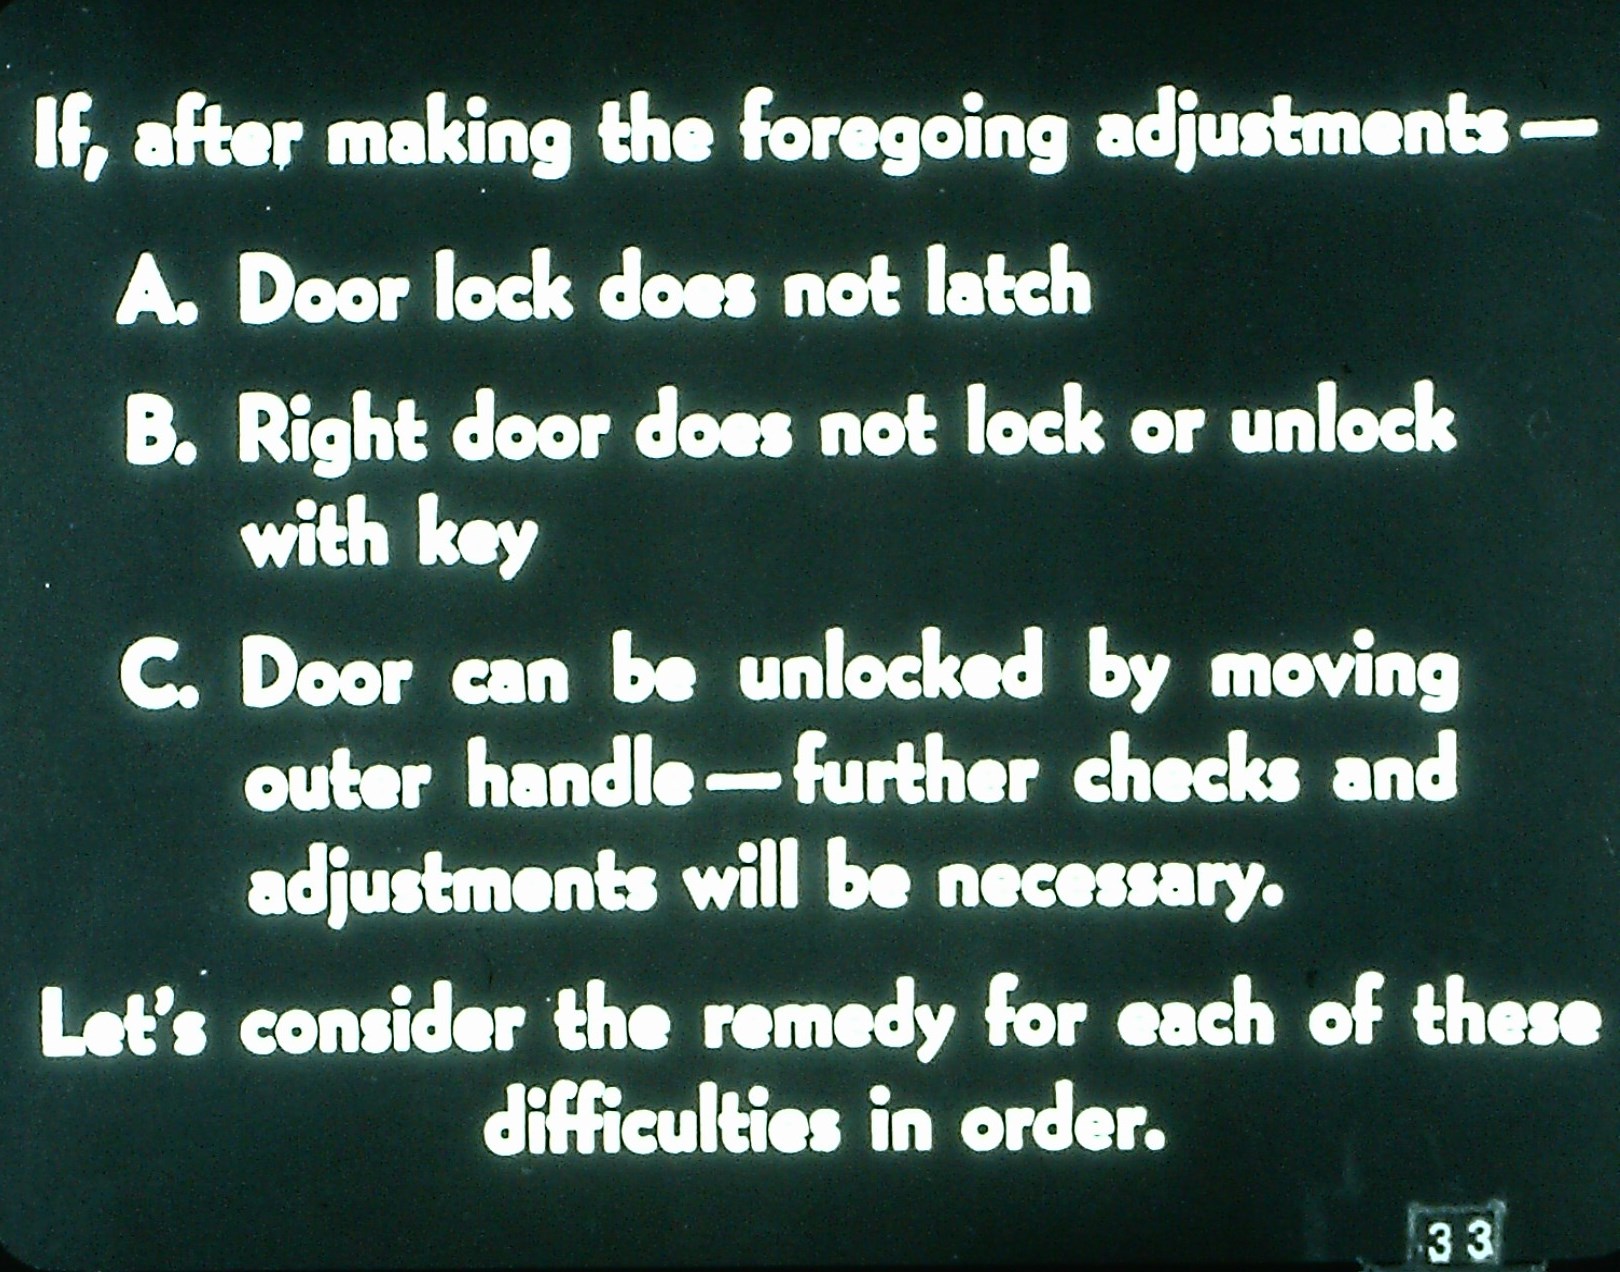 If, after making the foregoing adjustments—
A. Door lock does not latch
B. Right door does not lock or unlock
with key
C. Door can be unlocked by moving
outer handle—further checks and
adjustments will be necessary.
Let's consider the remedy for each of these
difficulties in order.
33